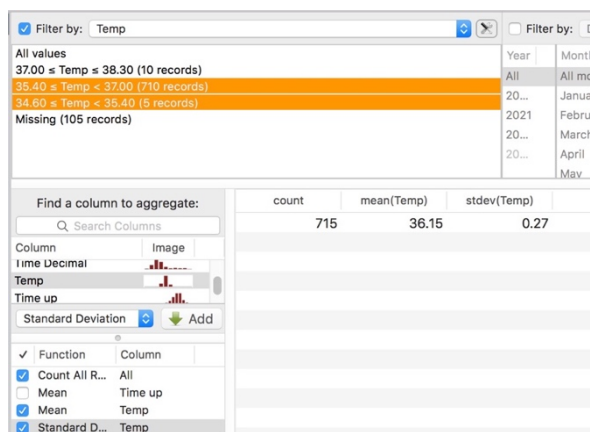 Filter by: Temp
All values
37.00 ≤ Temp ≤ 38.30 (10 records)
35.40 ≤ Temp < 37.00 (710 records)
34.60 ≤ Temp < 35.40 (5 records)
Missing (105 records)
Filter by:
Year Month
All All mo
20... Janua
2021 Febru
20... March
20... April
May
Find a column to aggregate:
Search Columns
Column Image
Time Decimal
Temp
Time up
Standard Deviation Add
✓ Function Column
Count All R... All
Mean Time up
Mean Temp
Standard D... Temp
count mean(Temp) stdev(Temp)
715 36.15 0.27